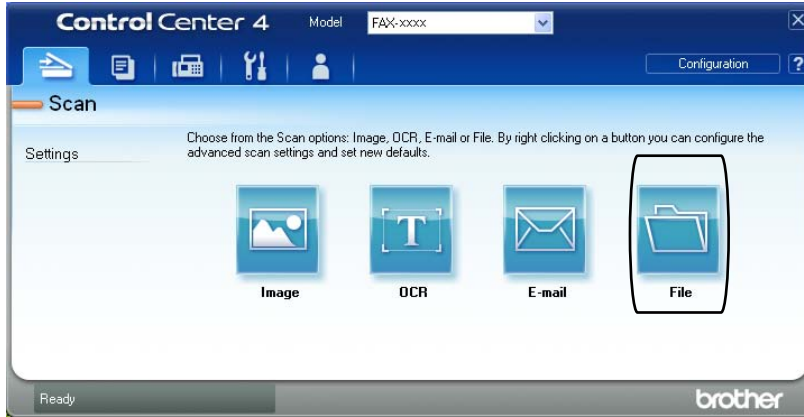 Control Center 4 Model FAX-xxxx X
Configuration ?
Scan
Settings
Choose from the Scan options: Image, OCR, E-mail or File. By right clicking on a button you can configure the
advanced scan settings and set new defaults.
T
Image OCR E-mail File
Ready brother